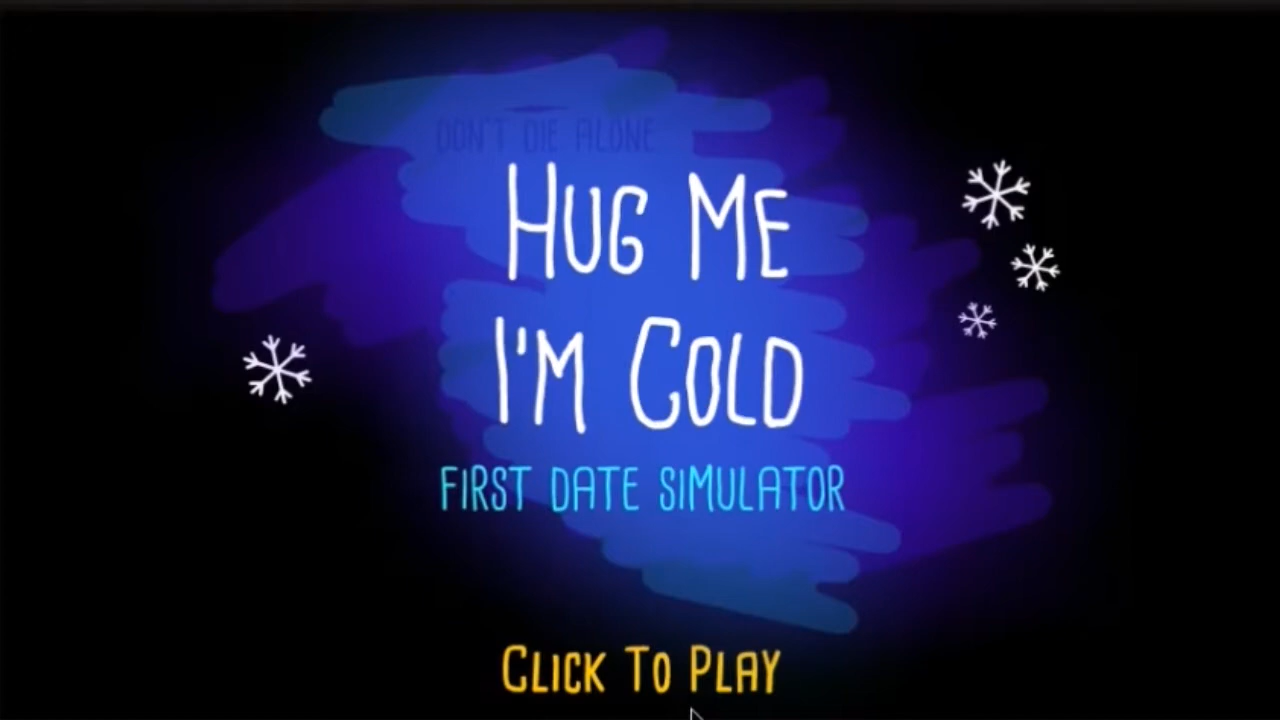 DON'T DIE ALONE
HUG ME
I'M COLD
FIRST DATE SIMULATOR
CLICK TO PLAY